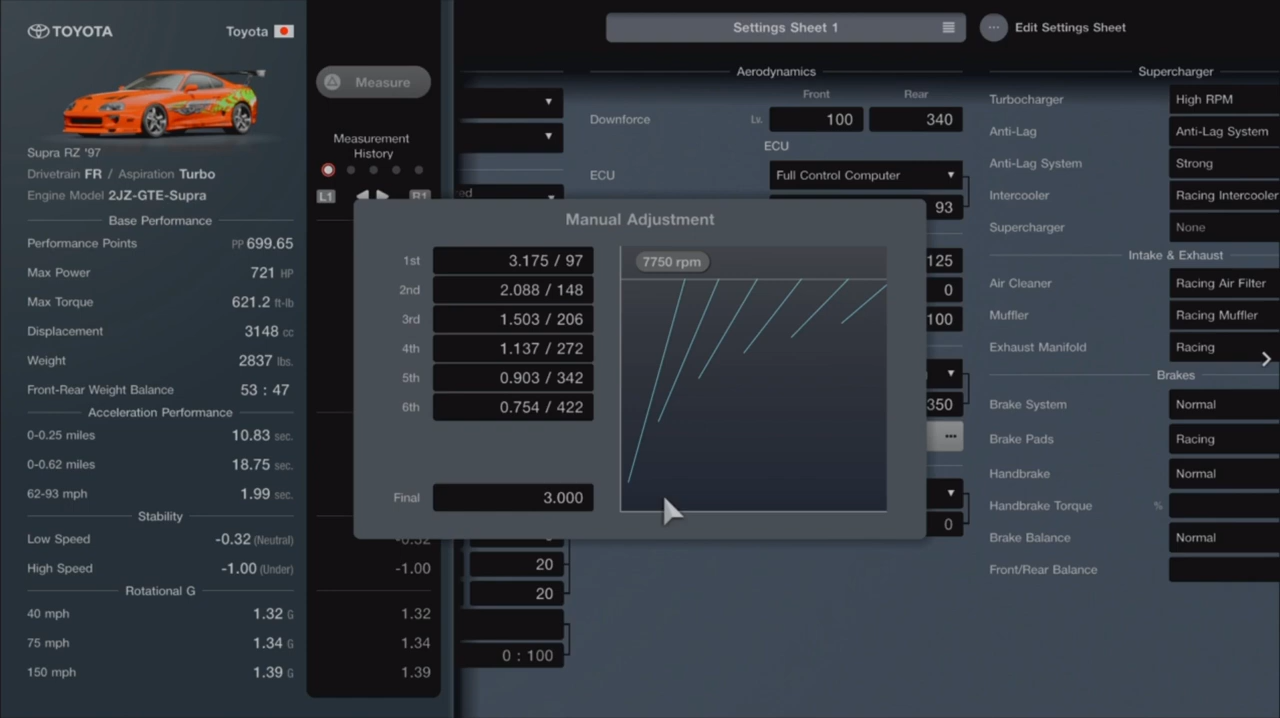 TOYOTA
Toyota
Supra RZ '97
Drivetrain FR / Aspiration Turbo
Engine Model 2JZ-GTE-Supra
Base Performance
Performance Points PP 699.65
Max Power 721 HP
Max Torque 621.2 ft-lb
Displacement 3148 cc
Weight 2837 lbs.
Front-Rear Weight Balance 53 : 47
Acceleration Performance
0-0.25 miles 10.83 sec.
0-0.62 miles 18.75 sec.
62-93 mph 1.99 sec.
Stability
Low Speed -0.32 (Neutral)
High Speed -1.00 (Under)
Rotational G
40 mph 1.32 G
75 mph 1.34 G
150 mph 1.39 G
Measure
Measurement
History
L1 R1
-0.32
-1.00
1.32
1.34
1.39
Settings Sheet 1
Edit Settings Sheet
Manual Adjustment
1st 3.175 / 97
2nd 2.088 / 148
3rd 1.503 / 206
4th 1.137 / 272
5th 0.903 / 342
6th 0.754 / 422
Final 3.000
7750 rpm
20
20
0 : 100
Aerodynamics
Front Rear
Downforce Lv. 100 340
ECU
ECU Full Control Computer
93
125
0
100
350
0
Supercharger
Turbocharger High RPM
Anti-Lag Anti-Lag System
Anti-Lag System Strong
Intercooler Racing Intercooler
Supercharger None
Intake & Exhaust
Air Cleaner Racing Air Filter
Muffler Racing Muffler
Exhaust Manifold Racing
Brakes
Brake System Normal
Brake Pads Racing
Handbrake Normal
Handbrake Torque %
Brake Balance Normal
Front/Rear Balance